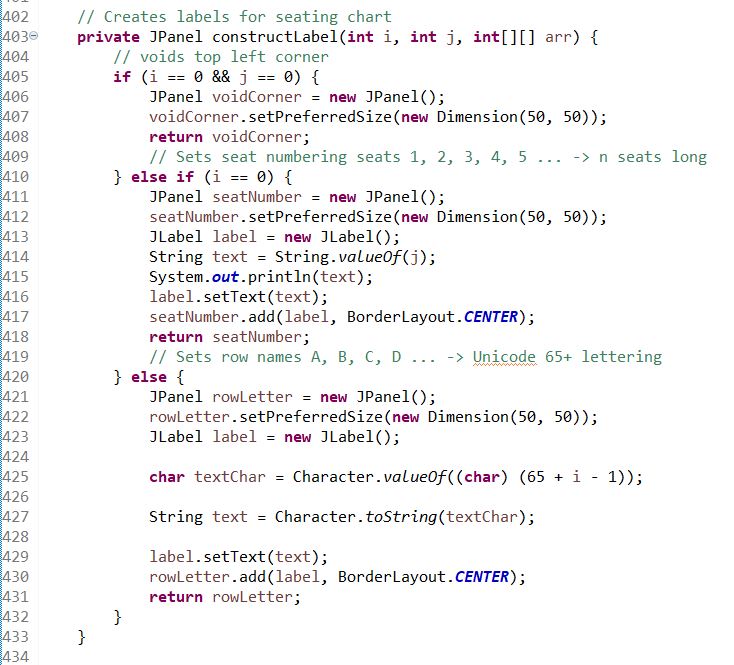 402 // Creates labels for seating chart
403 private JPanel constructLabel(int i, int j, int[][] arr) {
404 // voids top left corner
405 if (i == 0 && j == 0) {
406 JPanel voidCorner = new JPanel();
407 voidCorner.setPreferredSize(new Dimension(50, 50));
408 return voidCorner;
409 // Sets seat numbering seats 1, 2, 3, 4, 5 ... -> n seats long
410 } else if (i == 0) {
411 JPanel seatNumber = new JPanel();
412 seatNumber.setPreferredSize(new Dimension(50, 50));
413 JLabel label = new JLabel();
414 String text = String.valueOf(j);
415 System.out.println(text);
416 label.setText(text);
417 seatNumber.add(label, BorderLayout.CENTER);
418 return seatNumber;
419 // Sets row names A, B, C, D ... -> Unicode 65+ lettering
420 } else {
421 JPanel rowLetter = new JPanel();
422 rowLetter.setPreferredSize(new Dimension(50, 50));
423 JLabel label = new JLabel();
424
425 char textChar = Character.valueOf((char) (65 + i - 1));
426
427 String text = Character.toString(textChar);
428
429 label.setText(text);
430 rowLetter.add(label, BorderLayout.CENTER);
431 return rowLetter;
432 }
433 }
434